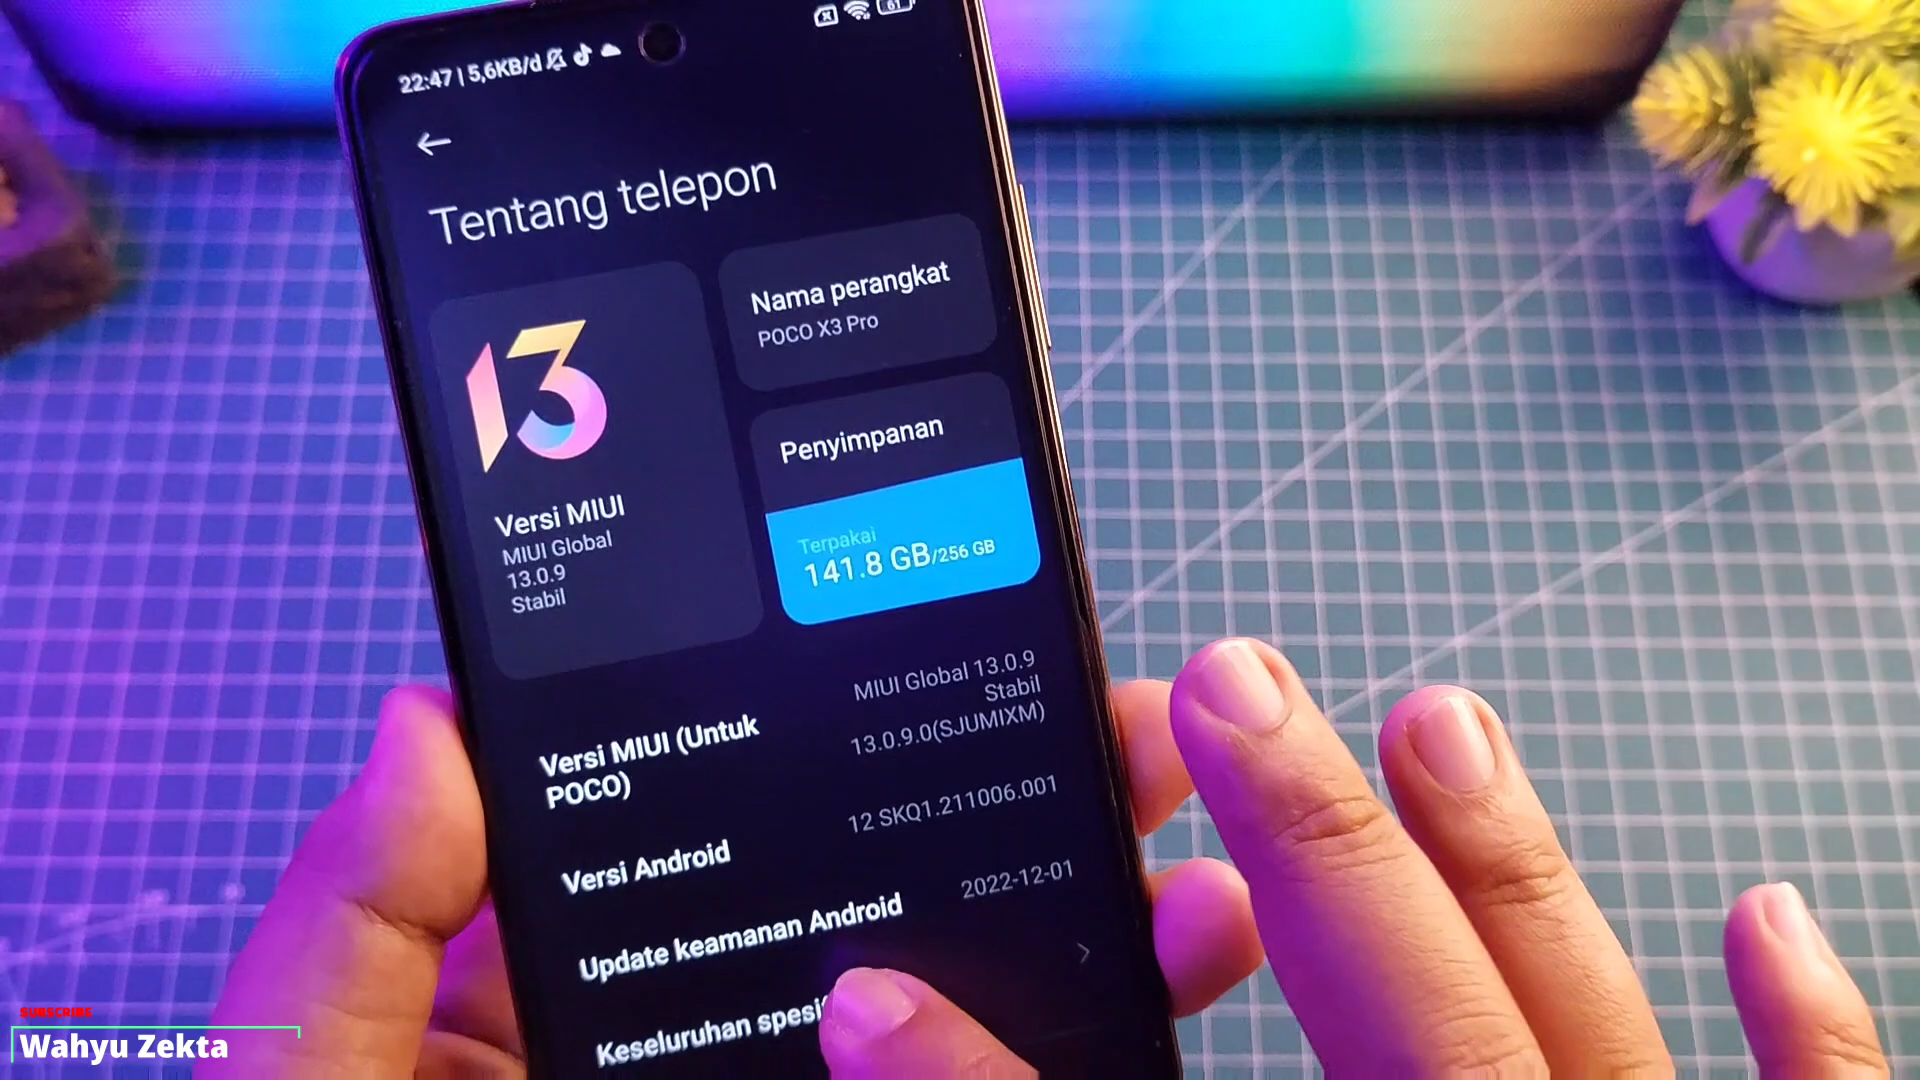 22:47 | 5,6KB/d
61
Tentang telepon
13
Nama perangkat
POCO X3 Pro
Versi MIUI
MIUI Global
13.0.9
Stabil
Penyimpanan
Terpakai
141.8 GB/256 GB
Versi MIUI (Untuk
POCO)
MIUI Global 13.0.9
Stabil
13.0.9.0(SJUMIXM)
Versi Android
12 SKQ1.211006.001
Update keamanan Android
2022-12-01
Keseluruhan
SUBSCRIBE
Wahyu Zekta